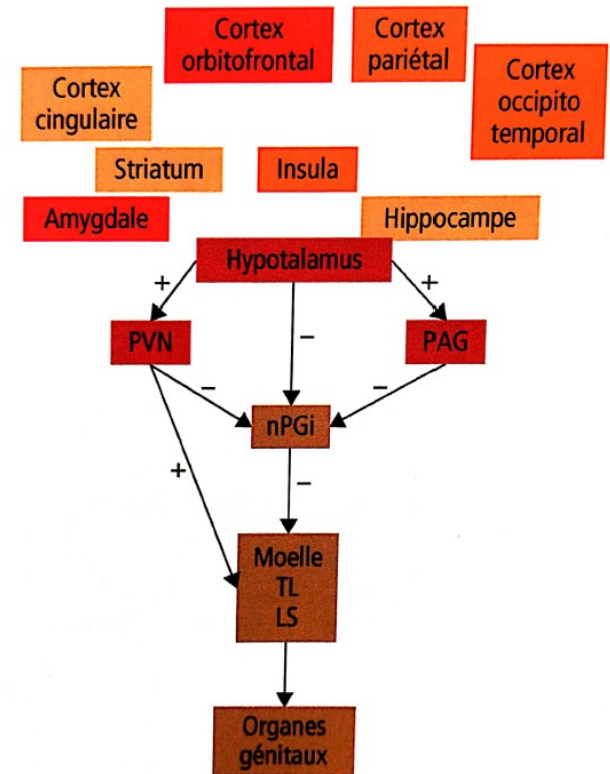 Cortex
orbitofrontal
Cortex
pariétal
Cortex
occipito
temporal
Cortex
cingulaire
Striatum
Insula
Amygdale
Hippocampe
Hypotalamus
+
+
PVN
–
PAG
–
–
nPGi
+
–
Moelle
TL
LS
Organes
génitaux